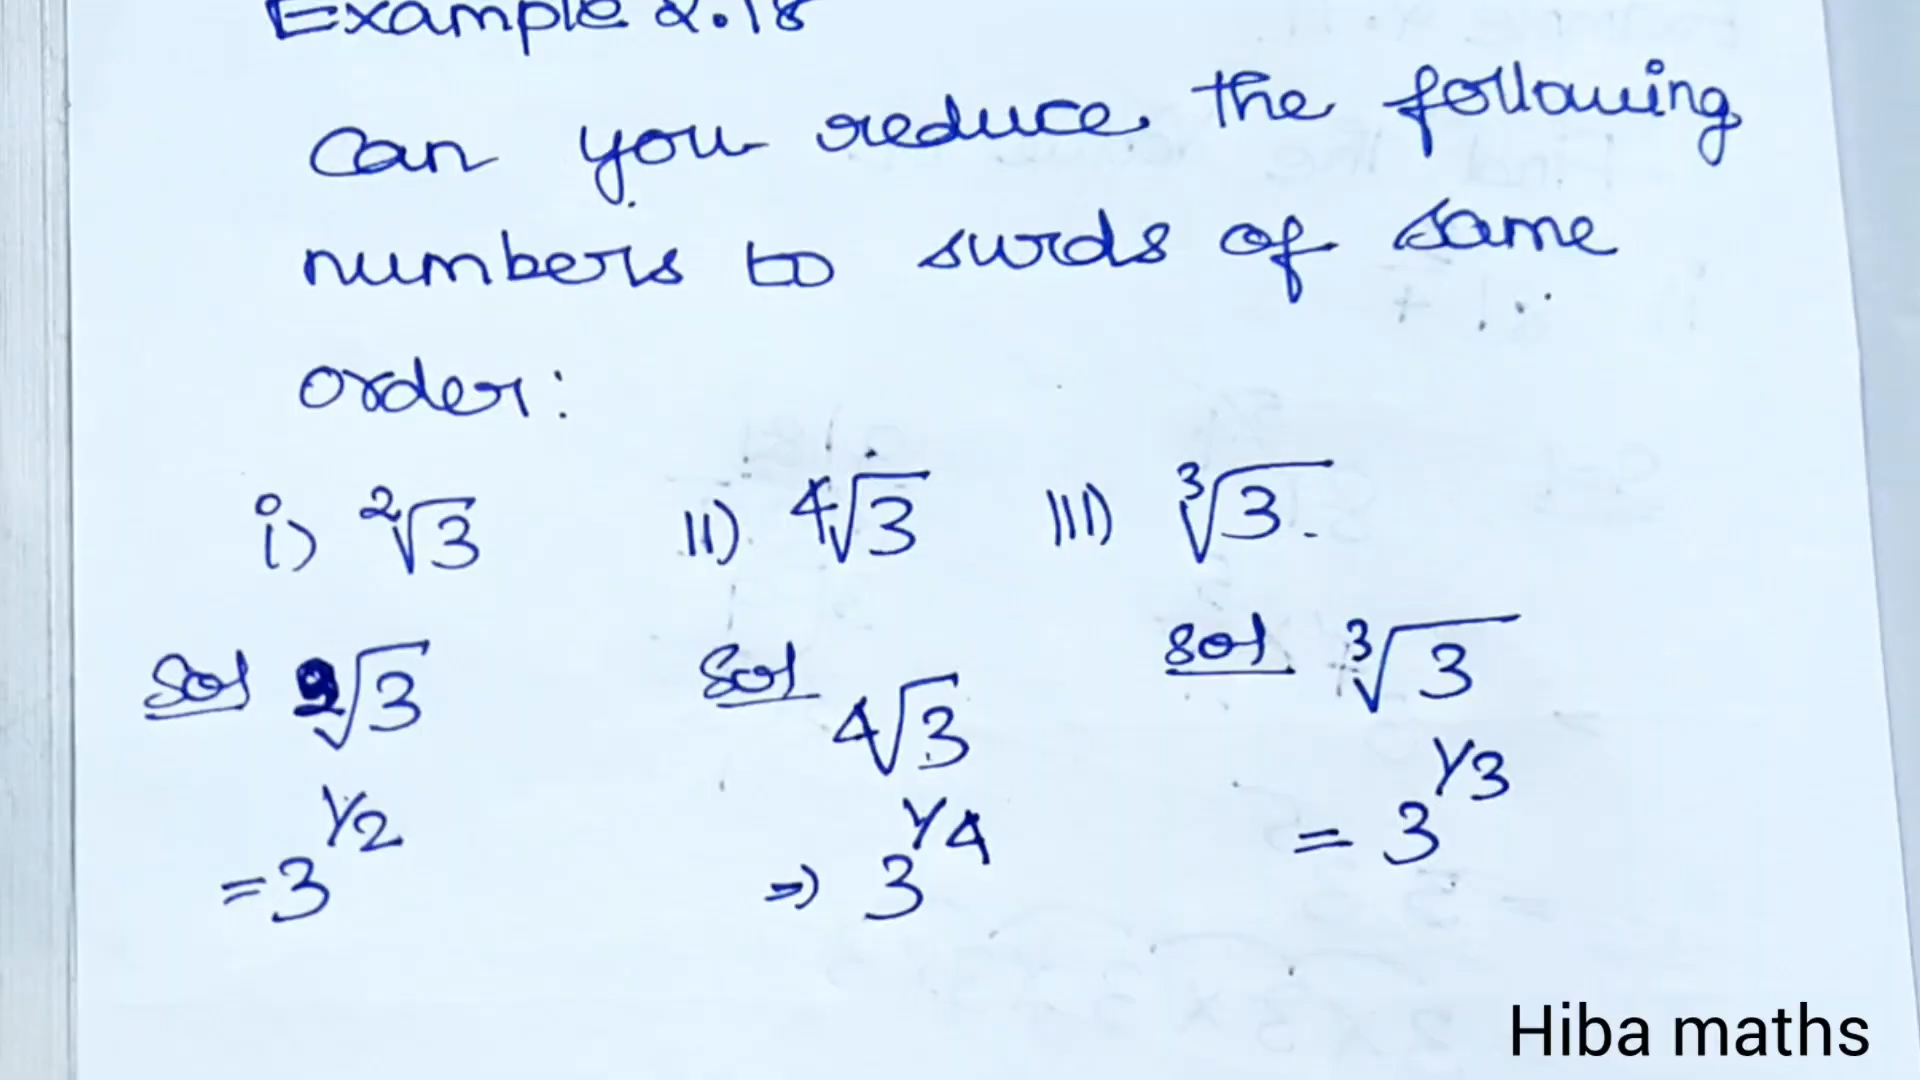 Example 2.18
Can you reduce the following
numbers to surds of same
order:
i) ²√3 II) ⁴√3 III) ³√3.
Sol ²√3 Sol ⁴√3 Sol ³√3
= 3^1/2 => 3^1/4 = 3^1/3
Hiba maths